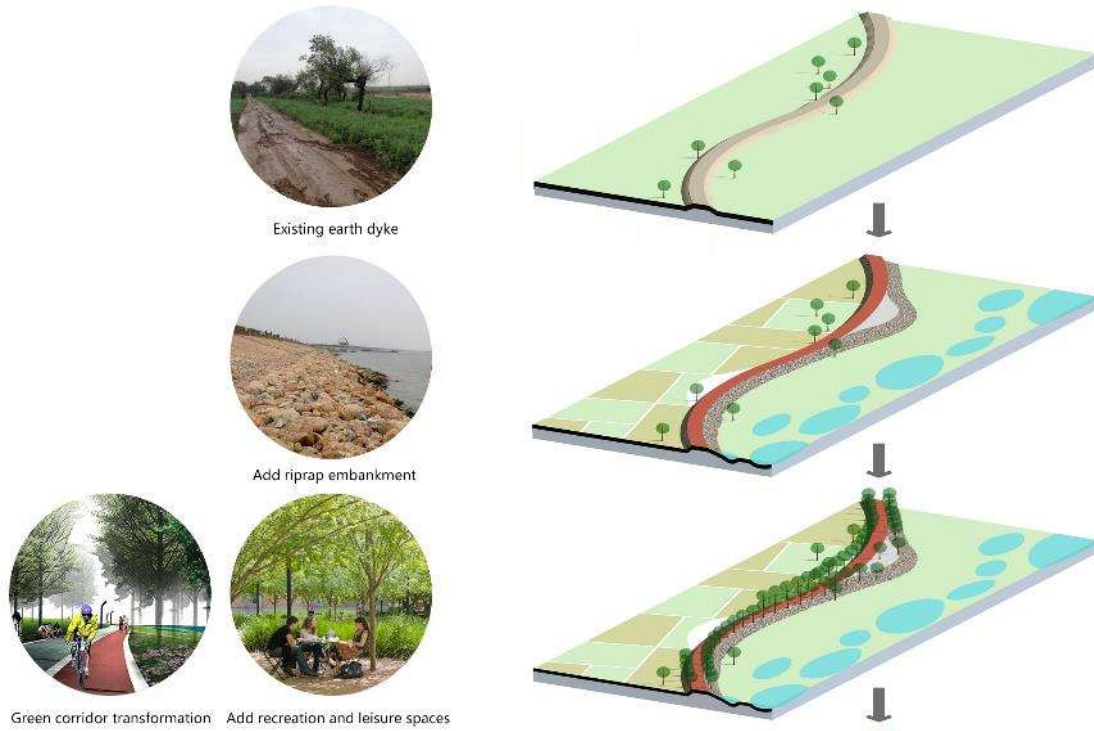 Existing earth dyke
Add riprap embankment
Green corridor transformation
Add recreation and leisure spaces